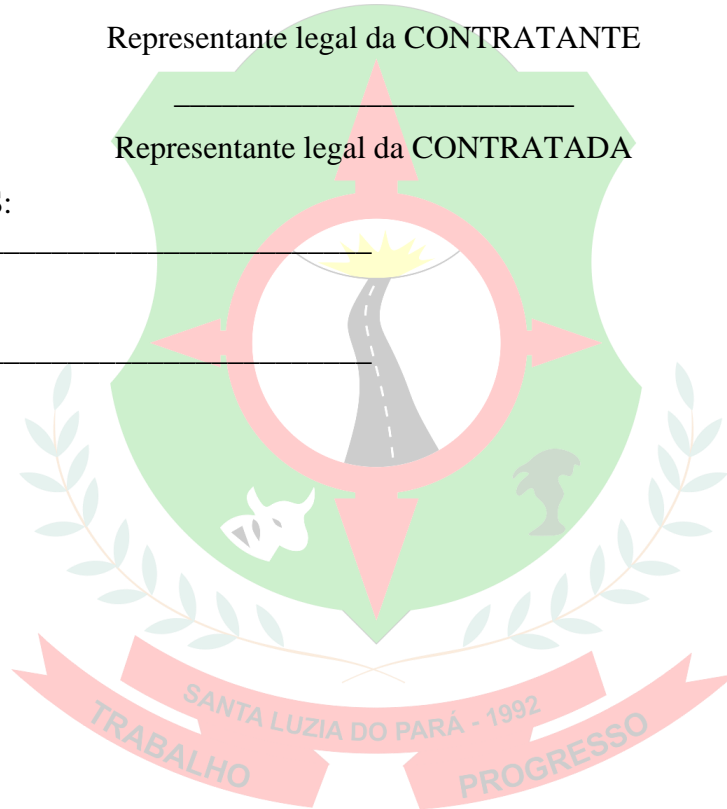 Representante legal da CONTRATANTE
_________________________
Representante legal da CONTRATADA
:
_________________________
_________________________
SANTA LUZIA DO PARÁ - 1992
TRABALHO PROGRESSO